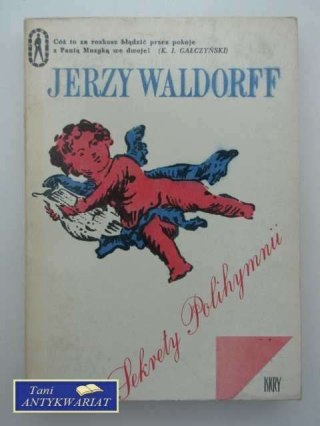 Cóż to za rozkosz błądzić przez pokoje
z Panią Muzyką we dwoje! (K. I. GAŁCZYŃSKI)
JERZY WALDORFF
Sekrety Polihymnii
ISKRY
Tani
ANTYKWARIAT